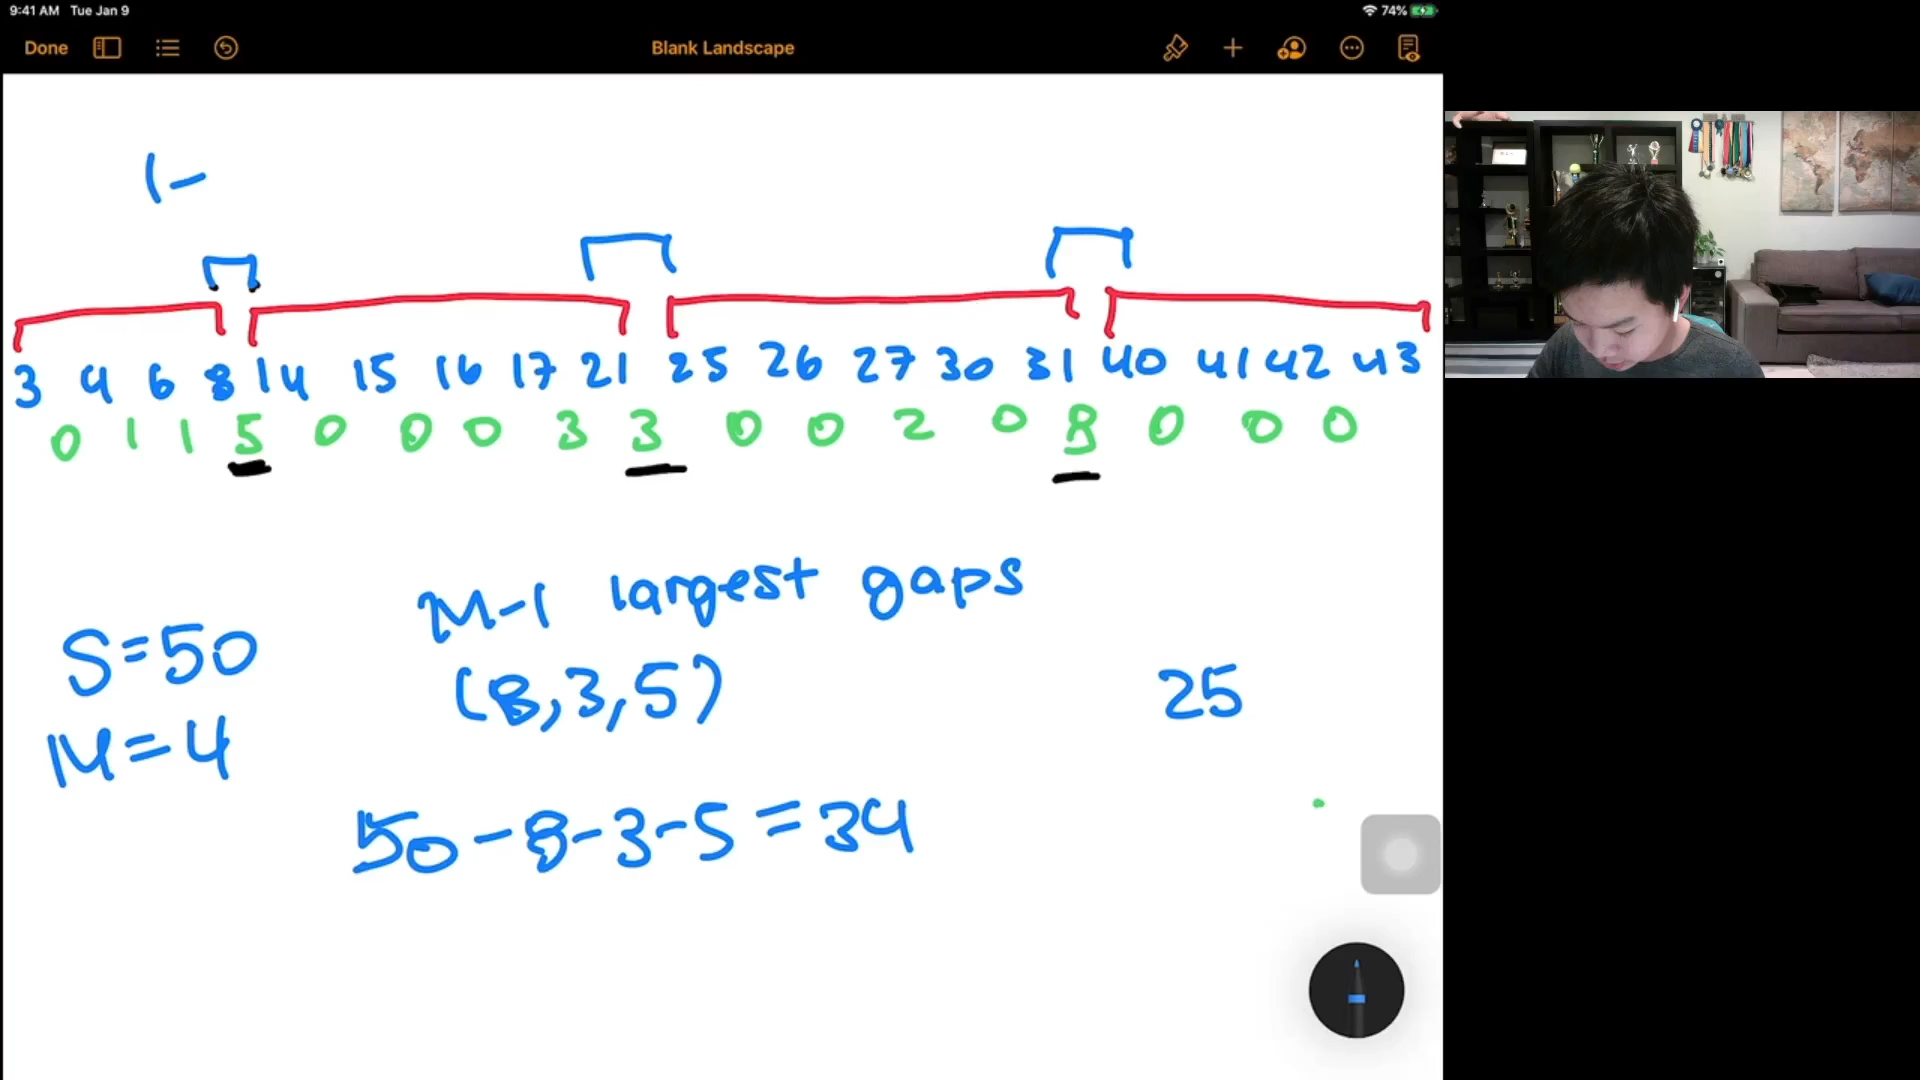 9:41 AM Tue Jan 9
74%
Done
Blank Landscape
1-
3 4 6 8 14 15 16 17 21 25 26 27 30 31 40 41 42 43
0 1 1 5 0 0 0 3 3 0 0 2 0 8 0 0 0
M-1 largest gaps
S=50
(8,3,5)
25
M=4
50-8-3-5=34